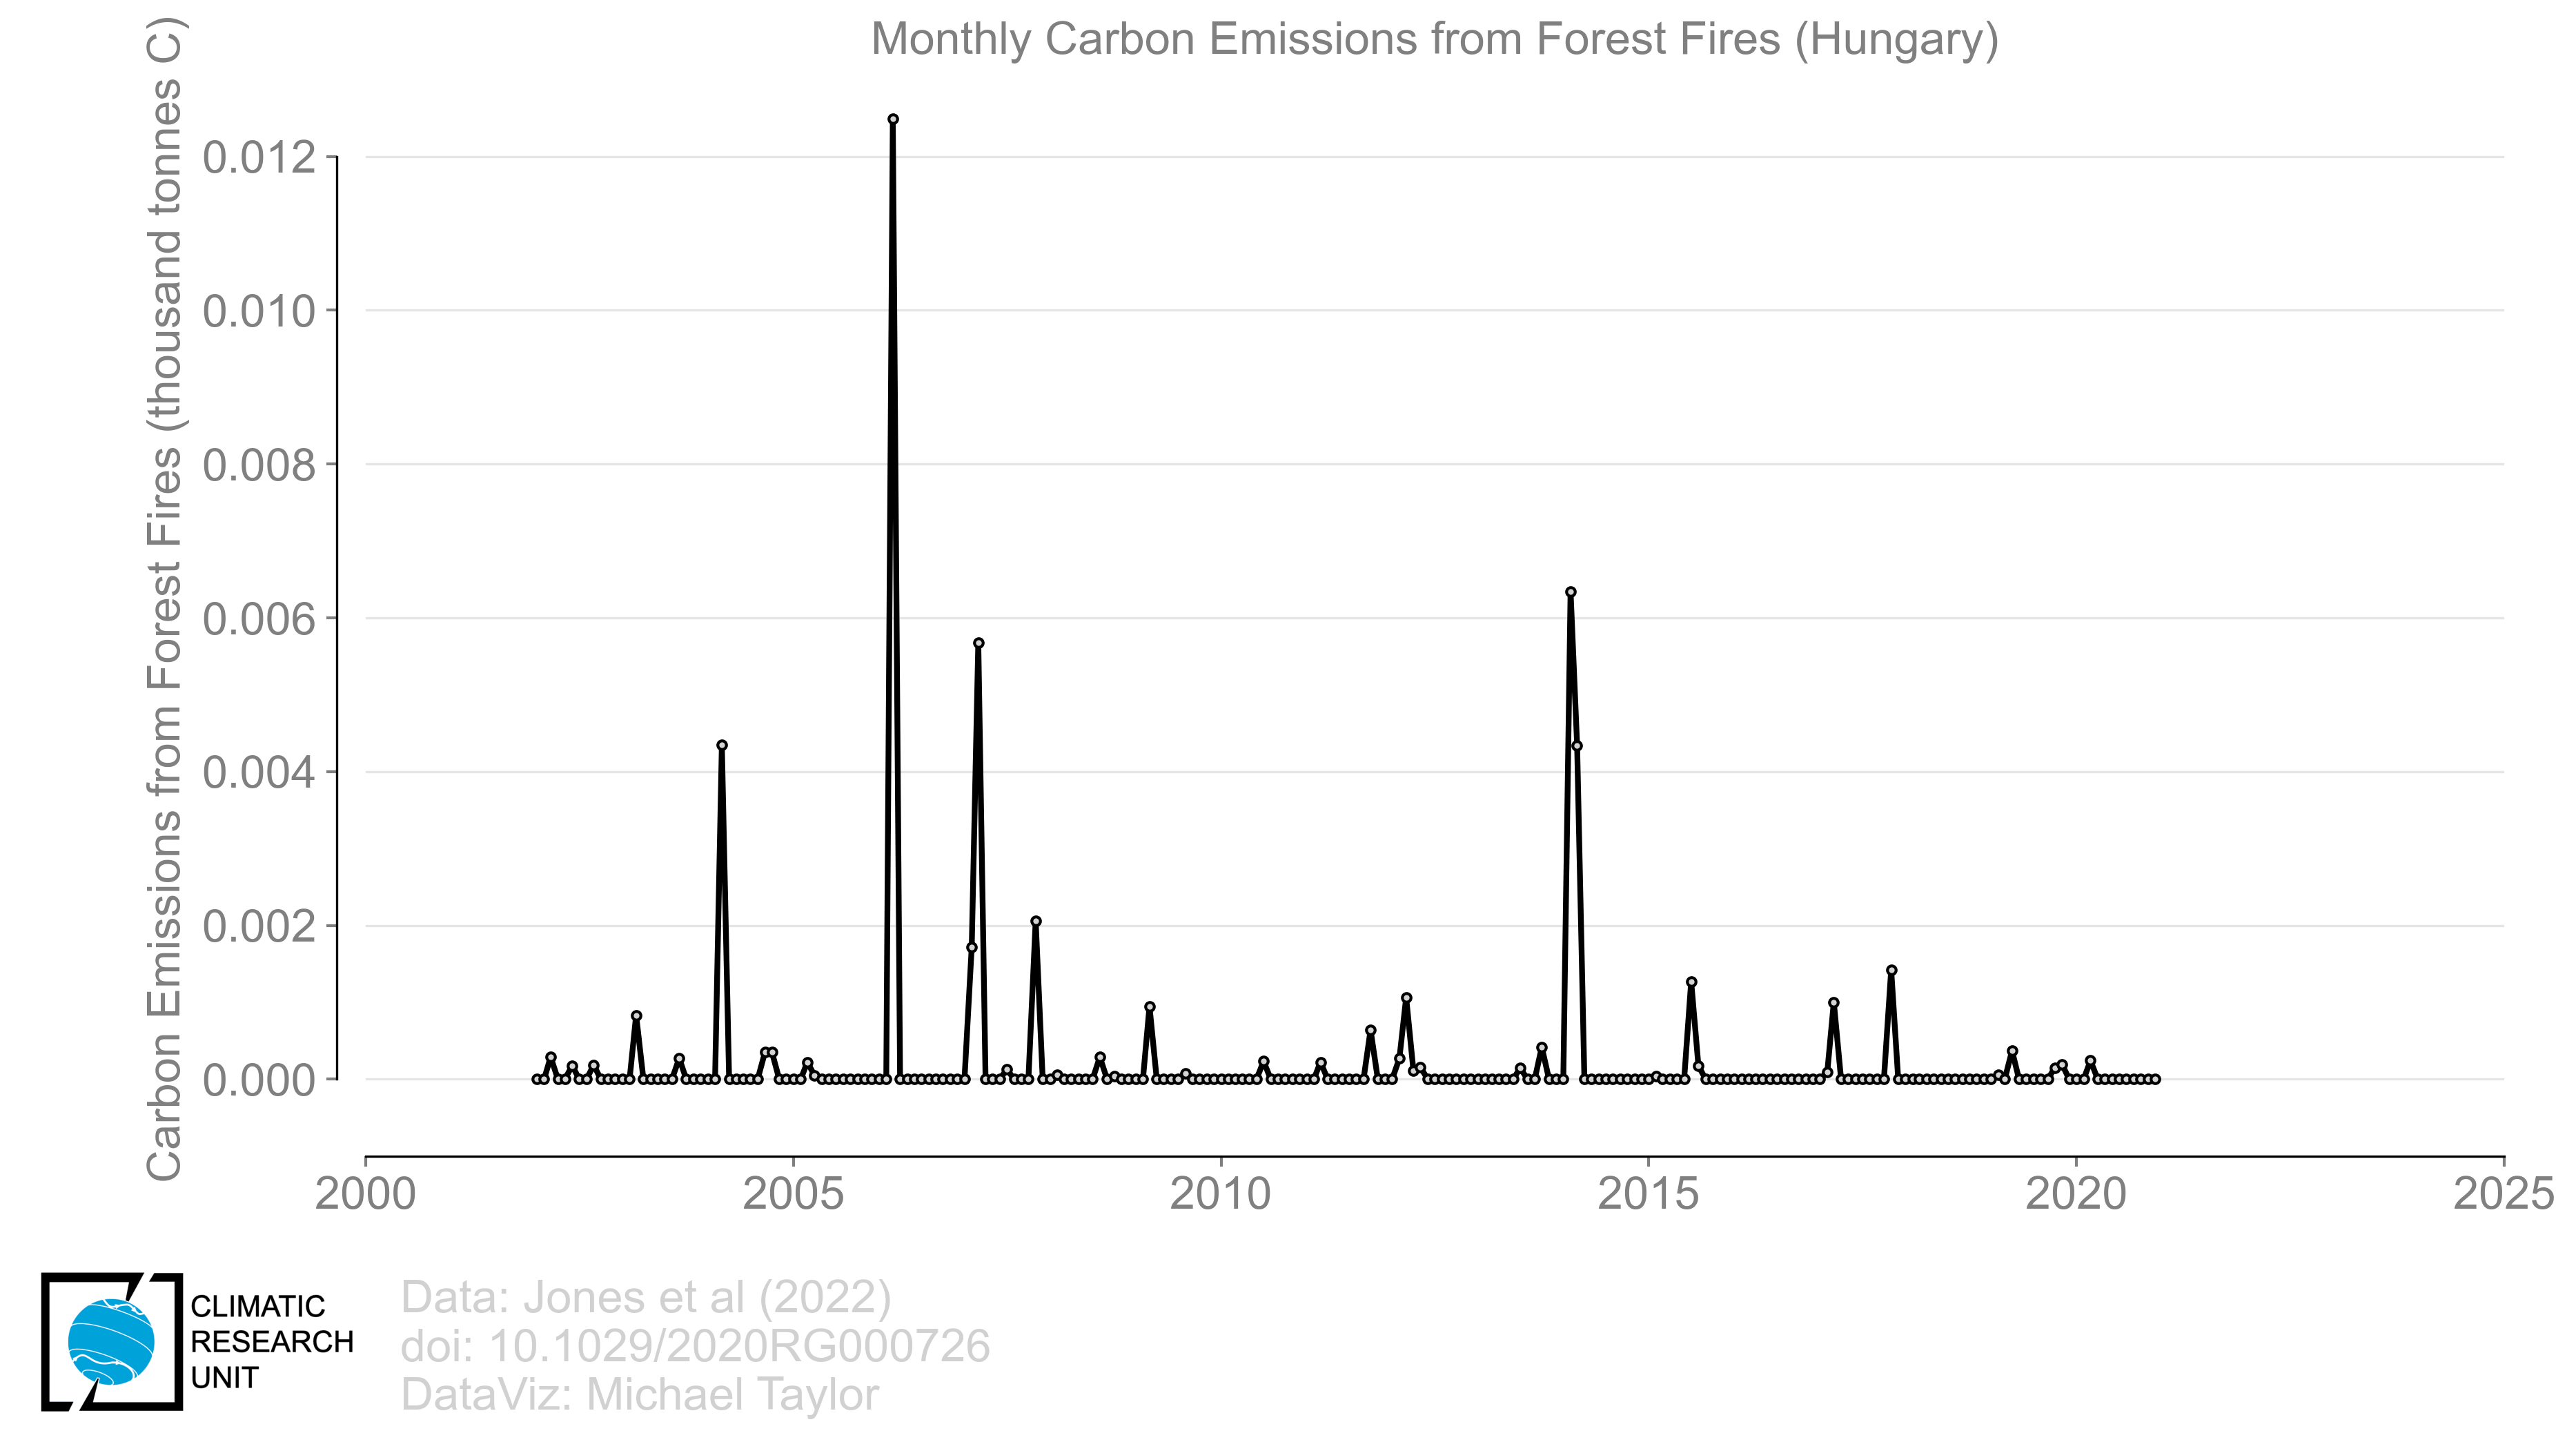 Monthly Carbon Emissions from Forest Fires (Hungary)
Carbon Emissions from Forest Fires (thousand tonnes C)
0.012
0.010
0.008
0.006
0.004
0.002
0.000
2000
2005
2010
2015
2020
2025
CLIMATIC
RESEARCH
UNIT
Data: Jones et al (2022)
doi: 10.1029/2020RG000726
DataViz: Michael Taylor